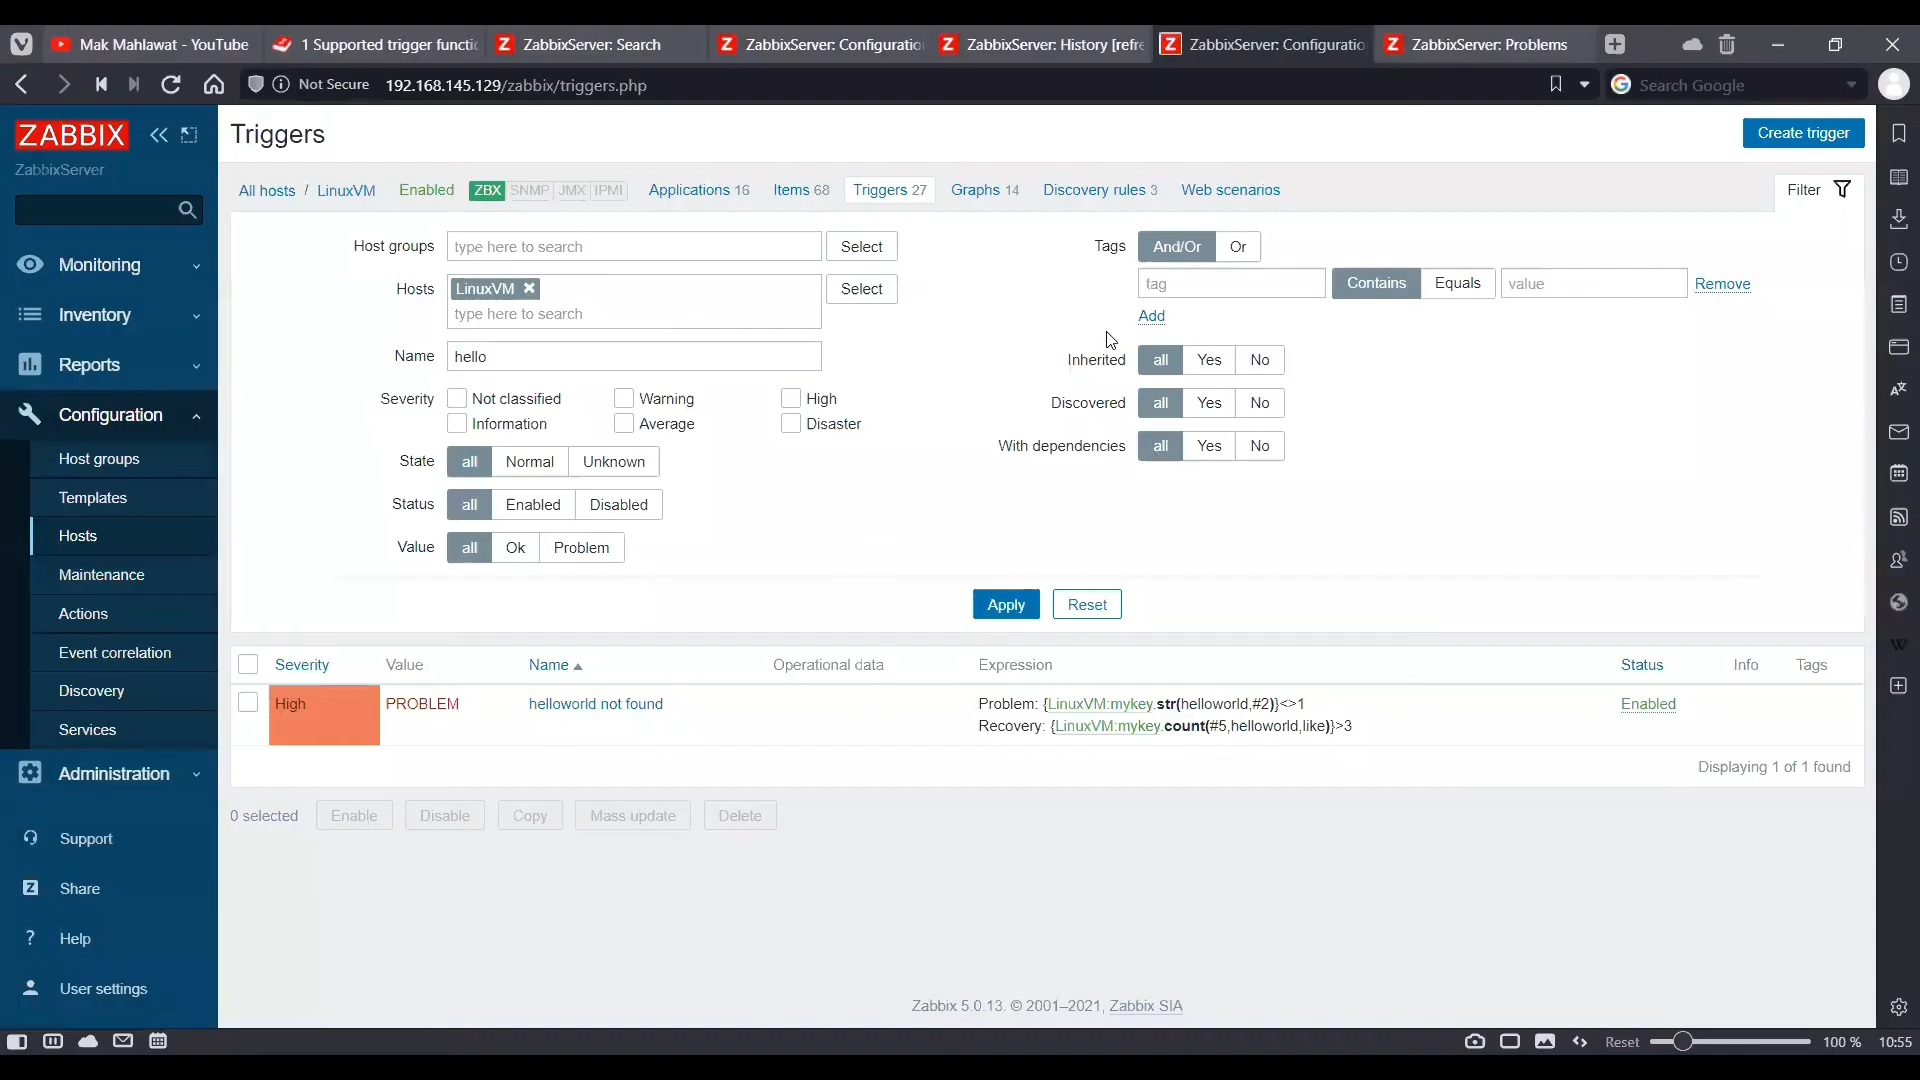 Mak Mahlawat - YouTube
1 Supported trigger functi
ZabbixServer: Search
ZabbixServer: Configuratio
ZabbixServer: History [refre
ZabbixServer: Configuratio
ZabbixServer: Problems
Not Secure
192.168.145.129/zabbix/triggers.php
Search Google
ZABBIX
ZabbixServer
Monitoring
Inventory
Reports
Configuration
Host groups
Templates
Hosts
Maintenance
Actions
Event correlation
Discovery
Services
Administration
Support
Share
Help
User settings
Triggers
Create trigger
All hosts / LinuxVM Enabled ZBX SNMP JMX IPMI Applications 16 Items 68 Triggers 27 Graphs 14 Discovery rules 3 Web scenarios
Filter
Host groups type here to search Select
Hosts LinuxVM Select
type here to search
Name hello
Severity Not classified Warning High
Information Average Disaster
State all Normal Unknown
Status all Enabled Disabled
Value all Ok Problem
Tags And/Or Or
tag Contains Equals value Remove
Add
Inherited all Yes No
Discovered all Yes No
With dependencies all Yes No
Apply Reset
Severity Value Name Operational data Expression Status Info Tags
High PROBLEM helloworld not found Problem: {LinuxVM:mykey.str(helloworld,#2)}<>1 Enabled
Recovery: {LinuxVM:mykey.count(#5,helloworld,like)}>3
Displaying 1 of 1 found
0 selected Enable Disable Copy Mass update Delete
Zabbix 5.0.13. © 2001–2021, Zabbix SIA
Reset 100 % 10:55